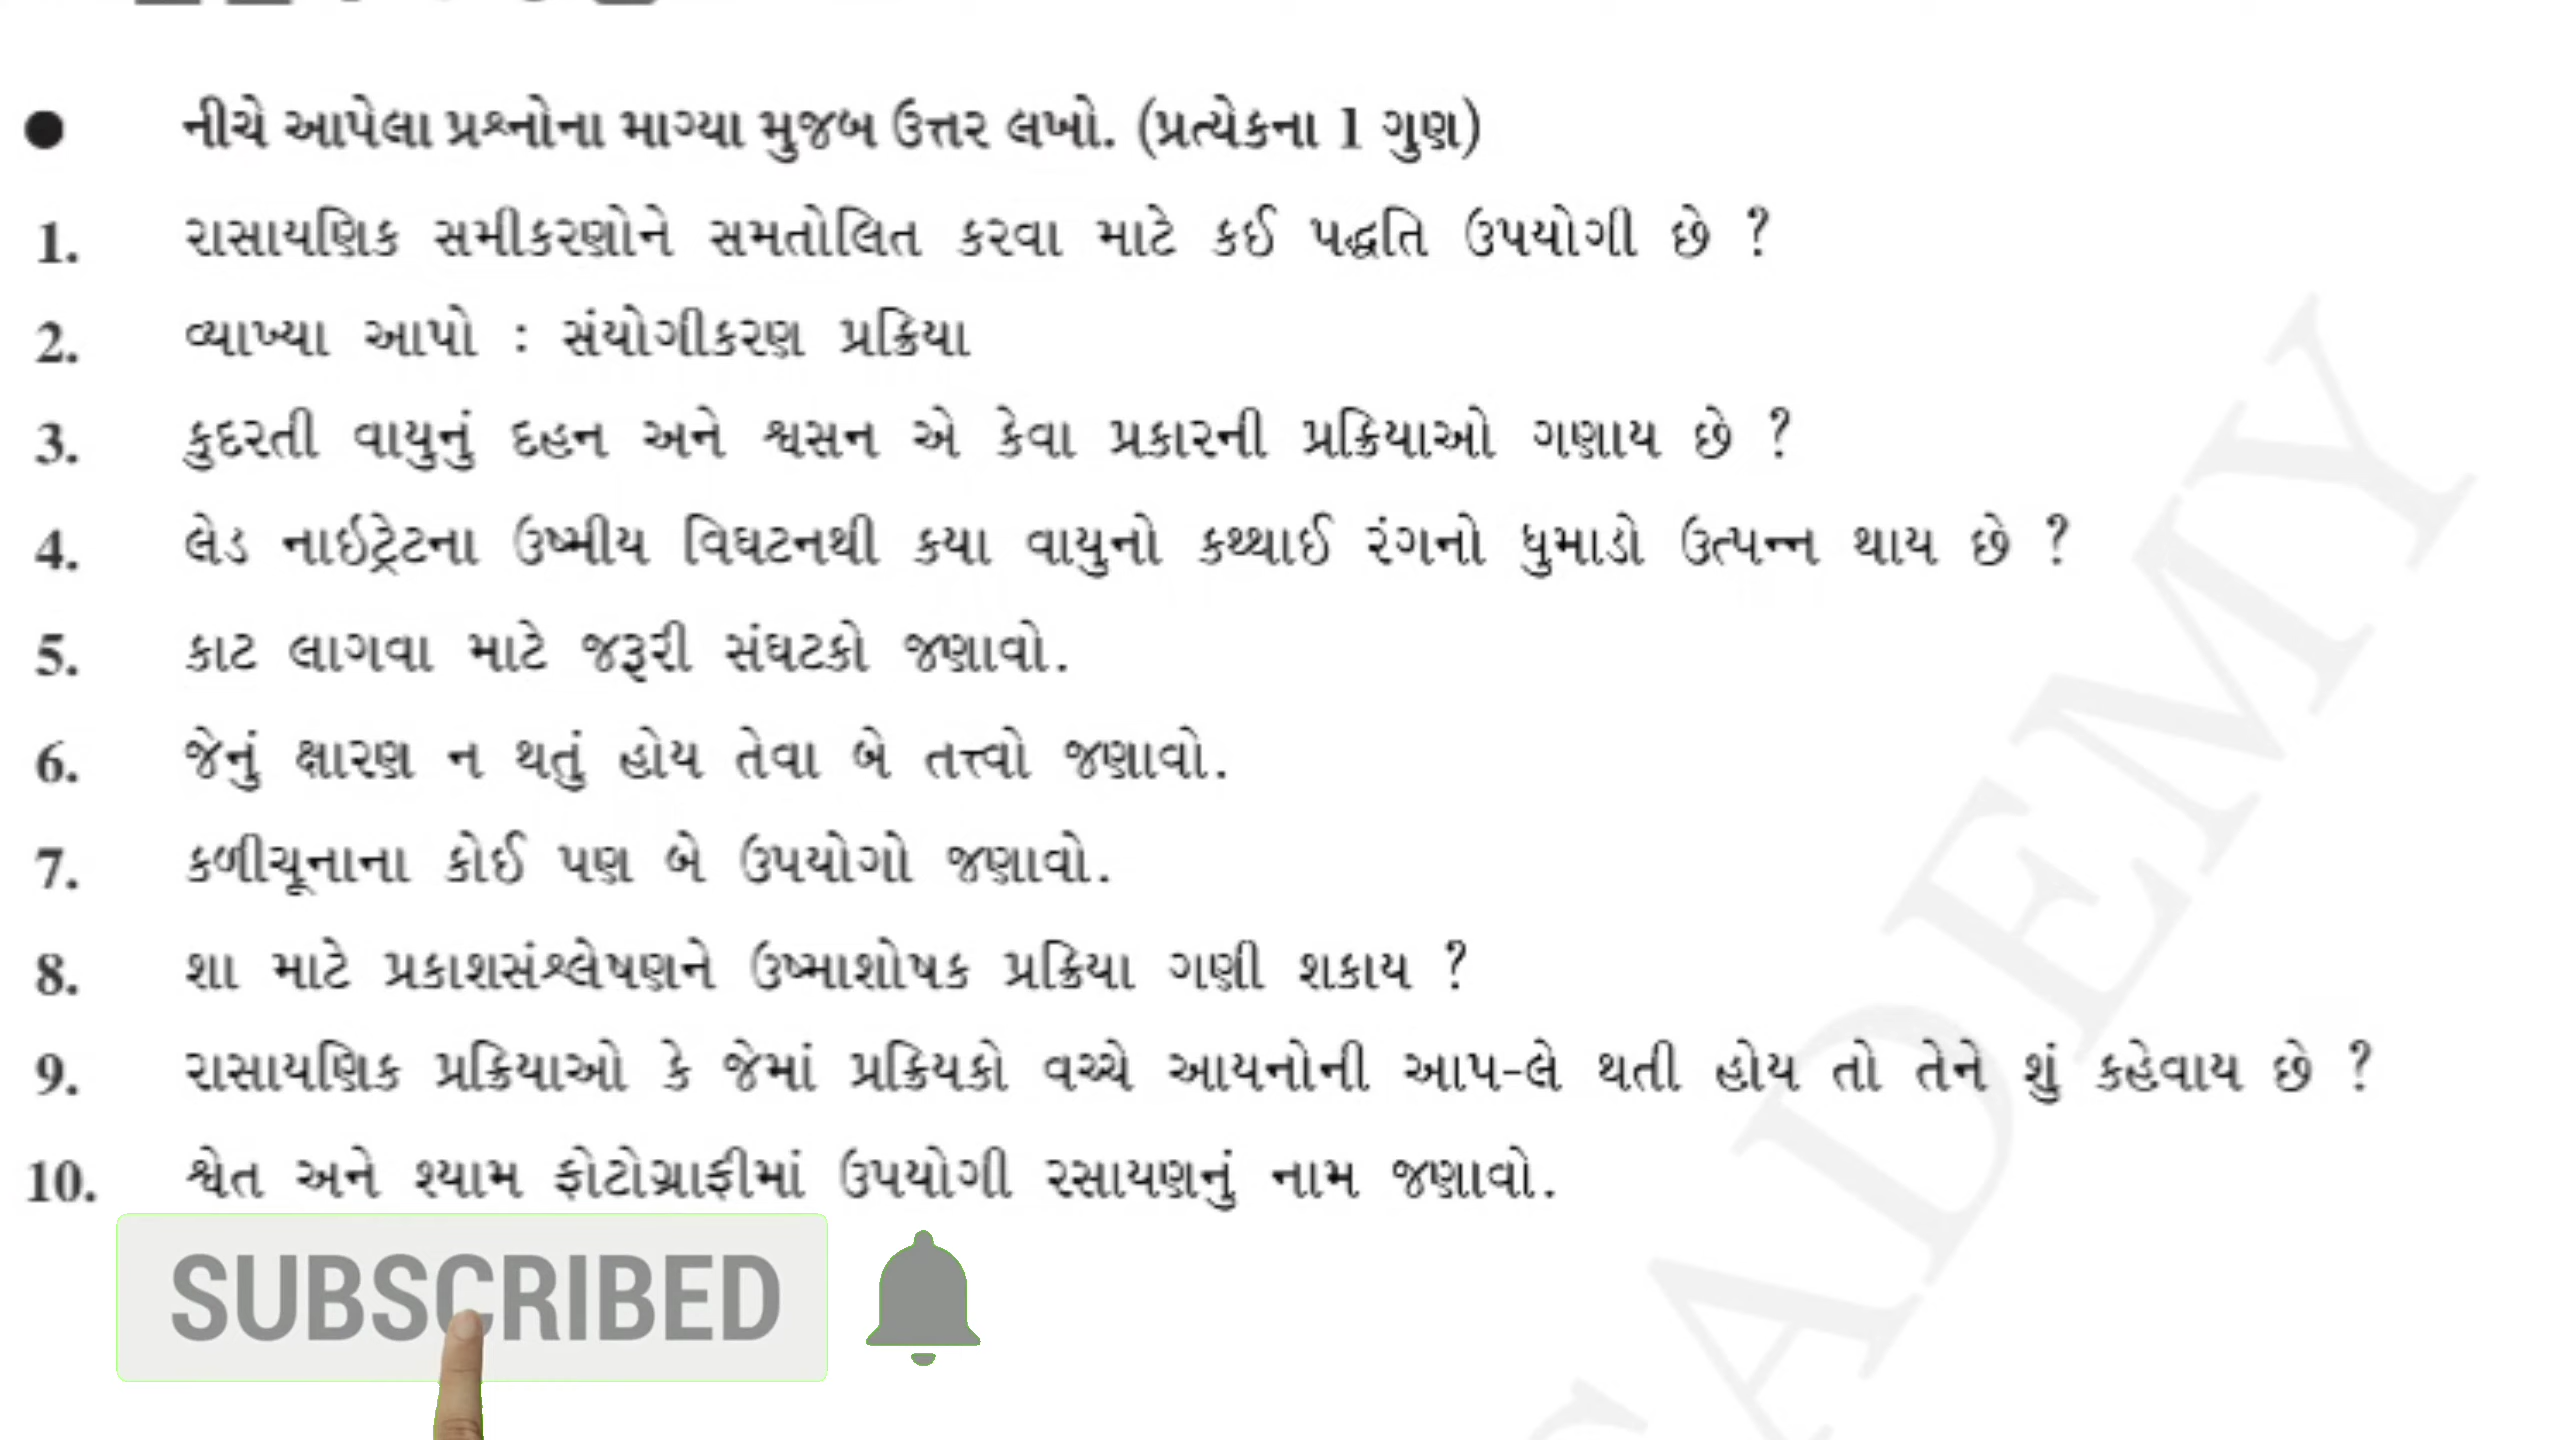 ● નીચે આપેલા પ્રશ્નોના માગ્યા મુજબ ઉત્તર લખો. (પ્રત્યેકના 1 ગુણ)
1. રાસાયણિક સમીકરણોને સમતોલિત કરવા માટે કઈ પદ્ધતિ ઉપયોગી છે ?
2. વ્યાખ્યા આપો : સંયોગીકરણ પ્રક્રિયા
3. કુદરતી વાયુનું દહન અને શ્વસન એ કેવા પ્રકારની પ્રક્રિયાઓ ગણાય છે ?
4. લેડ નાઇટ્રેટના ઉષ્મીય વિઘટનથી કયા વાયુનો કથ્થાઈ રંગનો ધુમાડો ઉત્પન્ન થાય છે ?
5. કાટ લાગવા માટે જરૂરી સંઘટકો જણાવો.
6. જેનું ક્ષારણ ન થતું હોય તેવા બે તત્ત્વો જણાવો.
7. કળીચૂનાના કોઈ પણ બે ઉપયોગો જણાવો.
8. શા માટે પ્રકાશસંશ્લેષણને ઉષ્માશોષક પ્રક્રિયા ગણી શકાય ?
9. રાસાયણિક પ્રક્રિયાઓ કે જેમાં પ્રક્રિયકો વચ્ચે આયનોની આપ-લે થતી હોય તો તેને શું કહેવાય છે ?
10. શ્વેત અને શ્યામ ફોટોગ્રાફીમાં ઉપયોગી રસાયણનું નામ જણાવો.
SUBSCRIBED